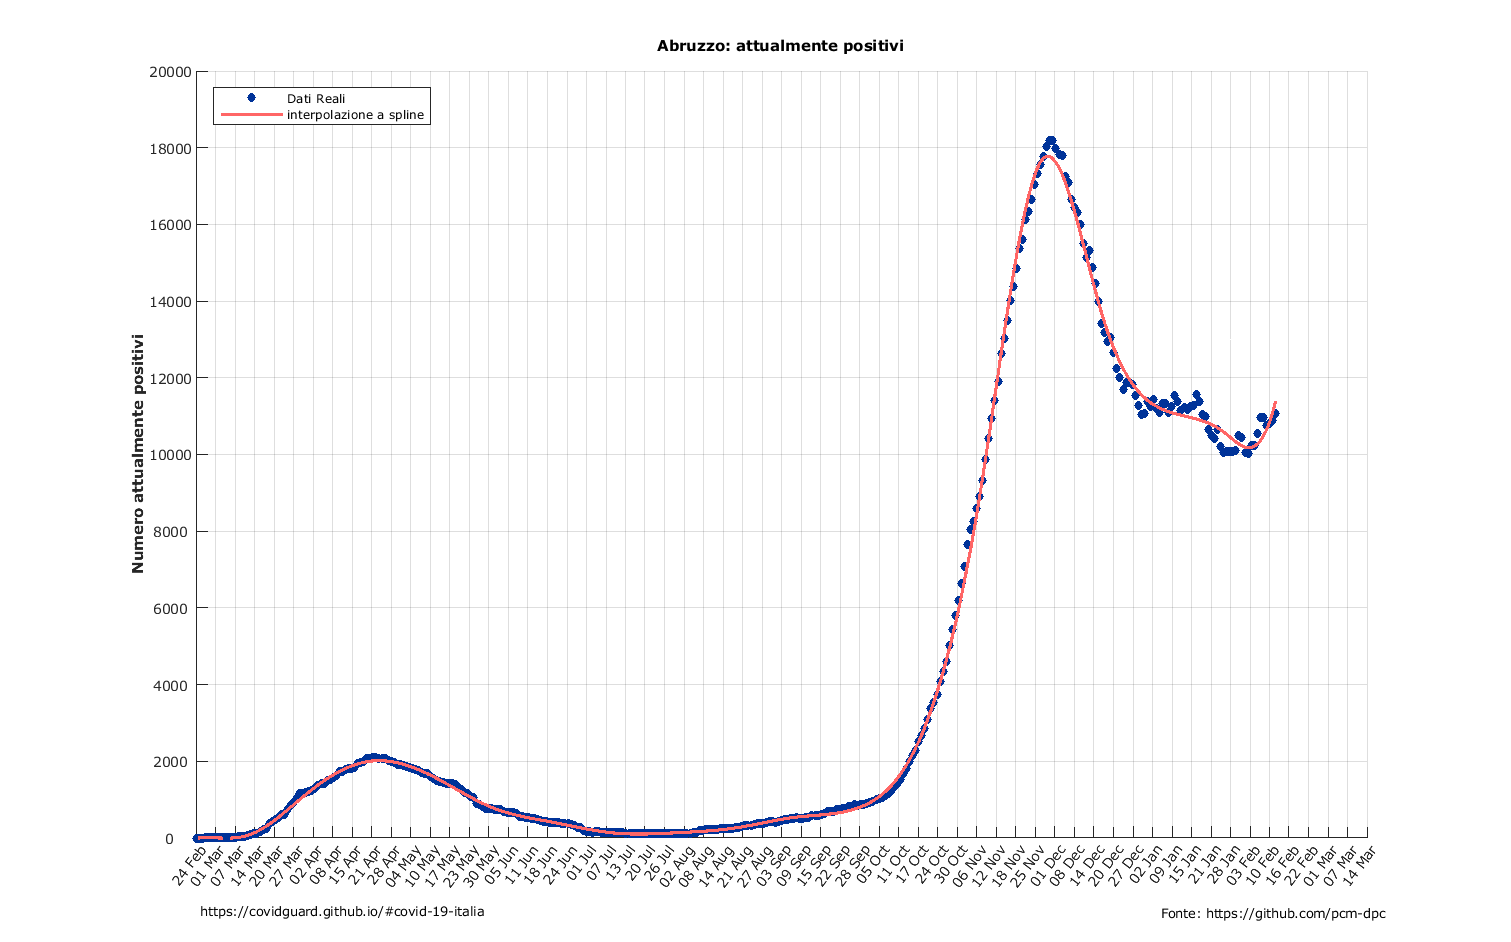 Abruzzo: attualmente positivi
Dati Reali
interpolazione a spline
Numero attualmente positivi
20000
18000
16000
14000
12000
10000
8000
6000
4000
2000
0
24 Feb
01 Mar
07 Mar
14 Mar
20 Mar
27 Mar
02 Apr
08 Apr
15 Apr
21 Apr
28 Apr
04 May
10 May
17 May
23 May
30 May
05 Jun
11 Jun
18 Jun
24 Jun
01 Jul
07 Jul
13 Jul
20 Jul
26 Jul
02 Aug
08 Aug
14 Aug
21 Aug
27 Aug
03 Sep
09 Sep
15 Sep
22 Sep
28 Sep
05 Oct
11 Oct
17 Oct
24 Oct
30 Oct
06 Nov
12 Nov
18 Nov
25 Nov
01 Dec
08 Dec
14 Dec
20 Dec
27 Dec
02 Jan
09 Jan
15 Jan
21 Jan
28 Jan
03 Feb
10 Feb
16 Feb
22 Feb
01 Mar
07 Mar
14 Mar
https://covidguard.github.io/#covid-19-italia
Fonte: https://github.com/pcm-dpc